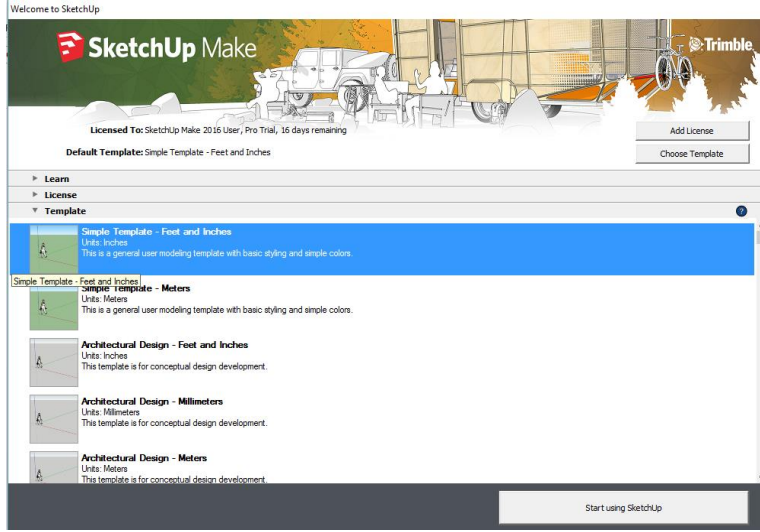 Welcome to SketchUp
SketchUp Make
Trimble
Licensed To: SketchUp Make 2016 User, Pro Trial, 16 days remaining
Add License
Default Template: Simple Template - Feet and Inches
Choose Template
Learn
License
Template
?
Simple Template - Feet and Inches
Units: Inches
This is a general user modeling template with basic styling and simple colors.
Simple Template - Feet and Inches
Simple Template - Meters
Units: Meters
This is a general user modeling template with basic styling and simple colors.
Architectural Design - Feet and Inches
Units: Inches
This template is for conceptual design development.
Architectural Design - Millimeters
Units: Millimeters
This template is for conceptual design development.
Architectural Design - Meters
Units: Meters
This template is for conceptual design development.
Start using SketchUp